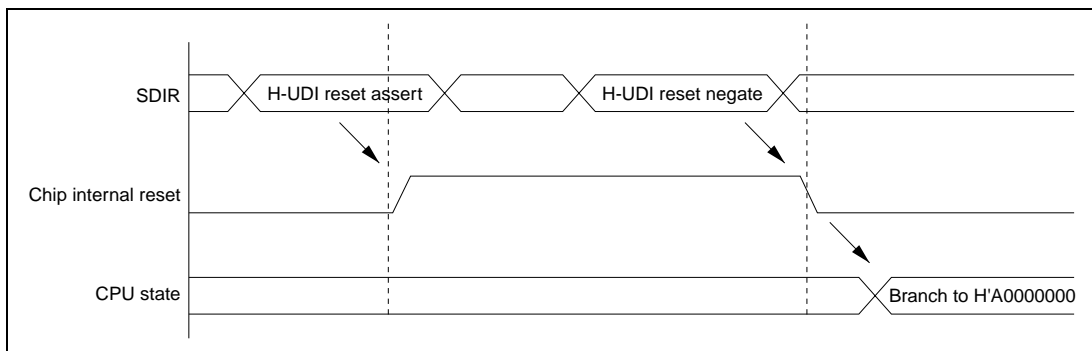 SDIR
H-UDI reset assert
H-UDI reset negate
Chip internal reset
CPU state
Branch to H'A0000000